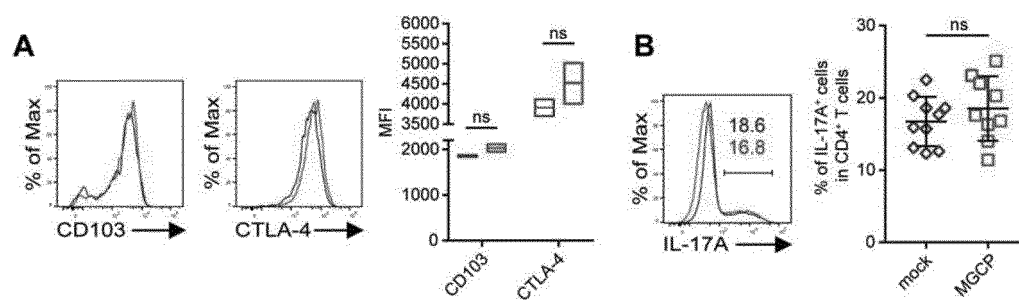 A
% of Max
CD103
% of Max
CTLA-4
MFI
6000
5500
5000
4500
4000
3500
2000
1000
0
ns
ns
CD103
CTLA-4
B
% of Max
18.6
16.8
IL-17A
% of IL-17A⁺ cells
in CD4⁺ T cells
30
20
10
0
ns
mock
MGCP